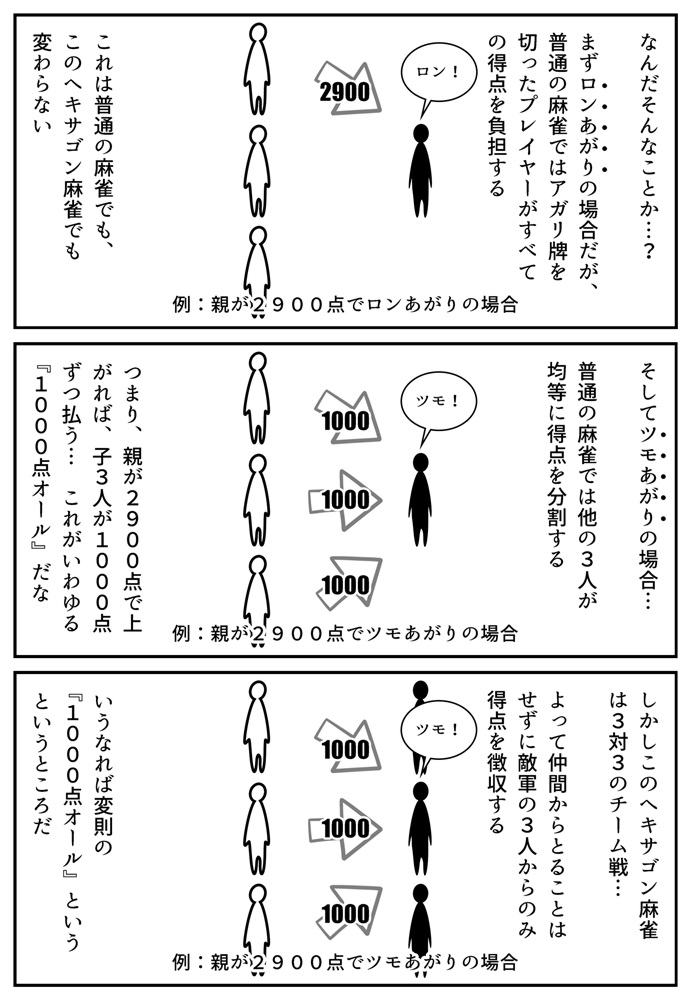 なんだそんなことか…？
まずロンあがりの場合だが、
普通の麻雀ではアガリ牌を
切ったプレイヤーがすべて
の得点を負担する
ロン！
2900
例：親が２９００点でロンあがりの場合
これは普通の麻雀でも、
このヘキサゴン麻雀でも
変わらない
そしてツモあがりの場合…
普通の麻雀では他の３人が
均等に得点を分割する
ツモ！
1000
1000
1000
例：親が２９００点でツモあがりの場合
つまり、親が２９００点で上
がれば、子３人が１０００点
ずつ払う… これがいわゆる
『１０００点オール』だな
しかしこのヘキサゴン麻雀
は３対３のチーム戦…
よって仲間からとることは
せずに敵軍の３人からのみ
得点を徴収する
ツモ！
1000
1000
1000
例：親が２９００点でツモあがりの場合
いうなれば変則の
『１０００点オール』という
というところだ